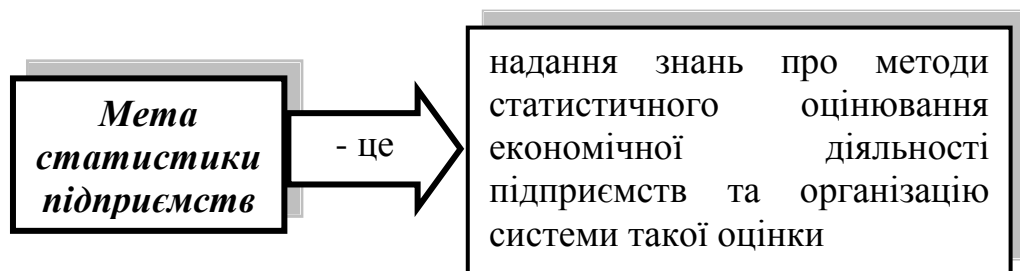 Мета
статистики
підприємств
- це
надання знань про методи
статистичного оцінювання
економічної діяльності
підприємств та організацію
системи такої оцінки